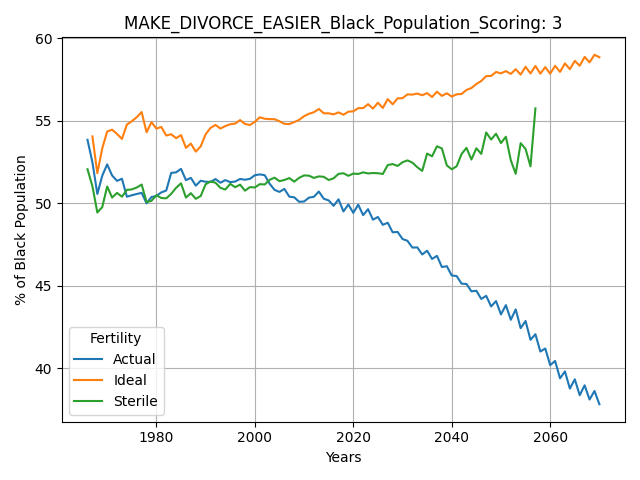 MAKE_DIVORCE_EASIER_Black_Population_Scoring: 3
60
55
50
45
40
% of Black Population
Fertility
Actual
Ideal
Sterile
1980 2000 2020 2040 2060
Years